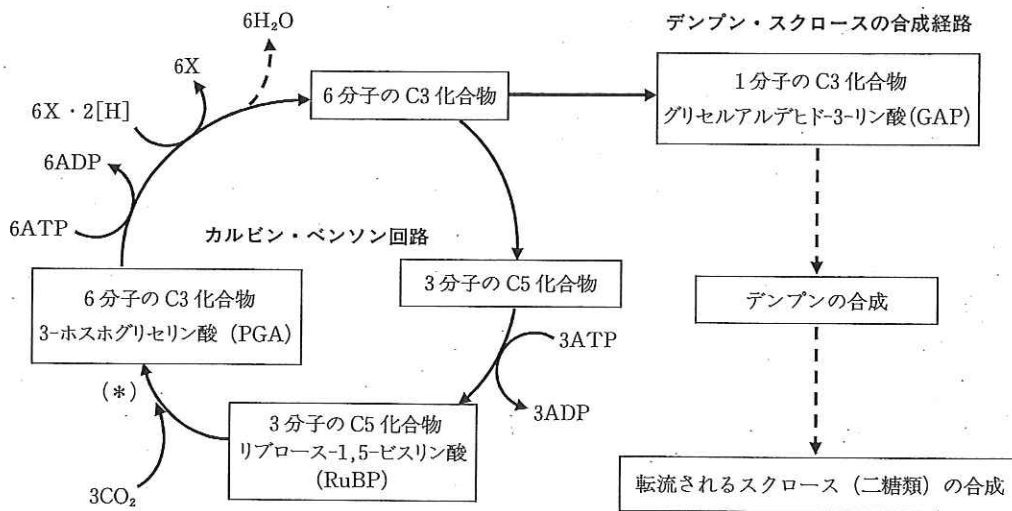 デンプン・スクロースの合成経路
6H₂O
6X
6X・2[H]
6ADP
6ATP
6分子のC3化合物
1分子のC3化合物
グリセルアルデヒド-3-リン酸(GAP)
カルビン・ベンソン回路
6分子のC3化合物
3-ホスホグリセリン酸（PGA）
3分子のC5化合物
デンプンの合成
3ATP
3ADP
(＊)
3分子のC5化合物
リブロース-1,5-ビスリン酸
(RuBP)
3CO₂
転流されるスクロース（二糖類）の合成